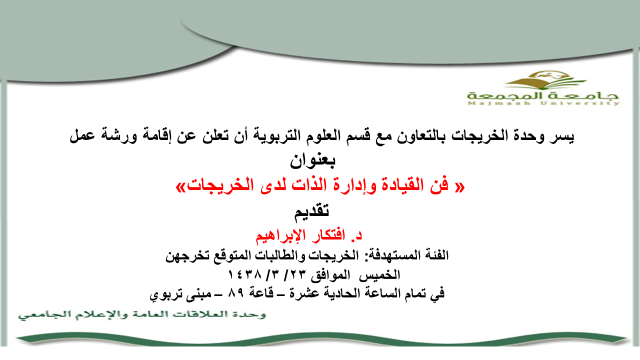 جامعة المجمعة
Majmaah University
يسر وحدة الخريجات بالتعاون مع قسم العلوم التربوية أن تعلن عن إقامة ورشة عمل
بعنوان
« فن القيادة وإدارة الذات لدى الخريجات»
تقديم
د. افتكار الإبراهيم
الفئة المستهدفة: الخريجات والطالبات المتوقع تخرجهن
الخميس الموافق ٢٣/ ٣/ ١٤٣٨
في تمام الساعة الحادية عشرة – قاعة ٨٩ – مبنى تربوي
وحدة العلاقات العامة والإعلام الجامعي